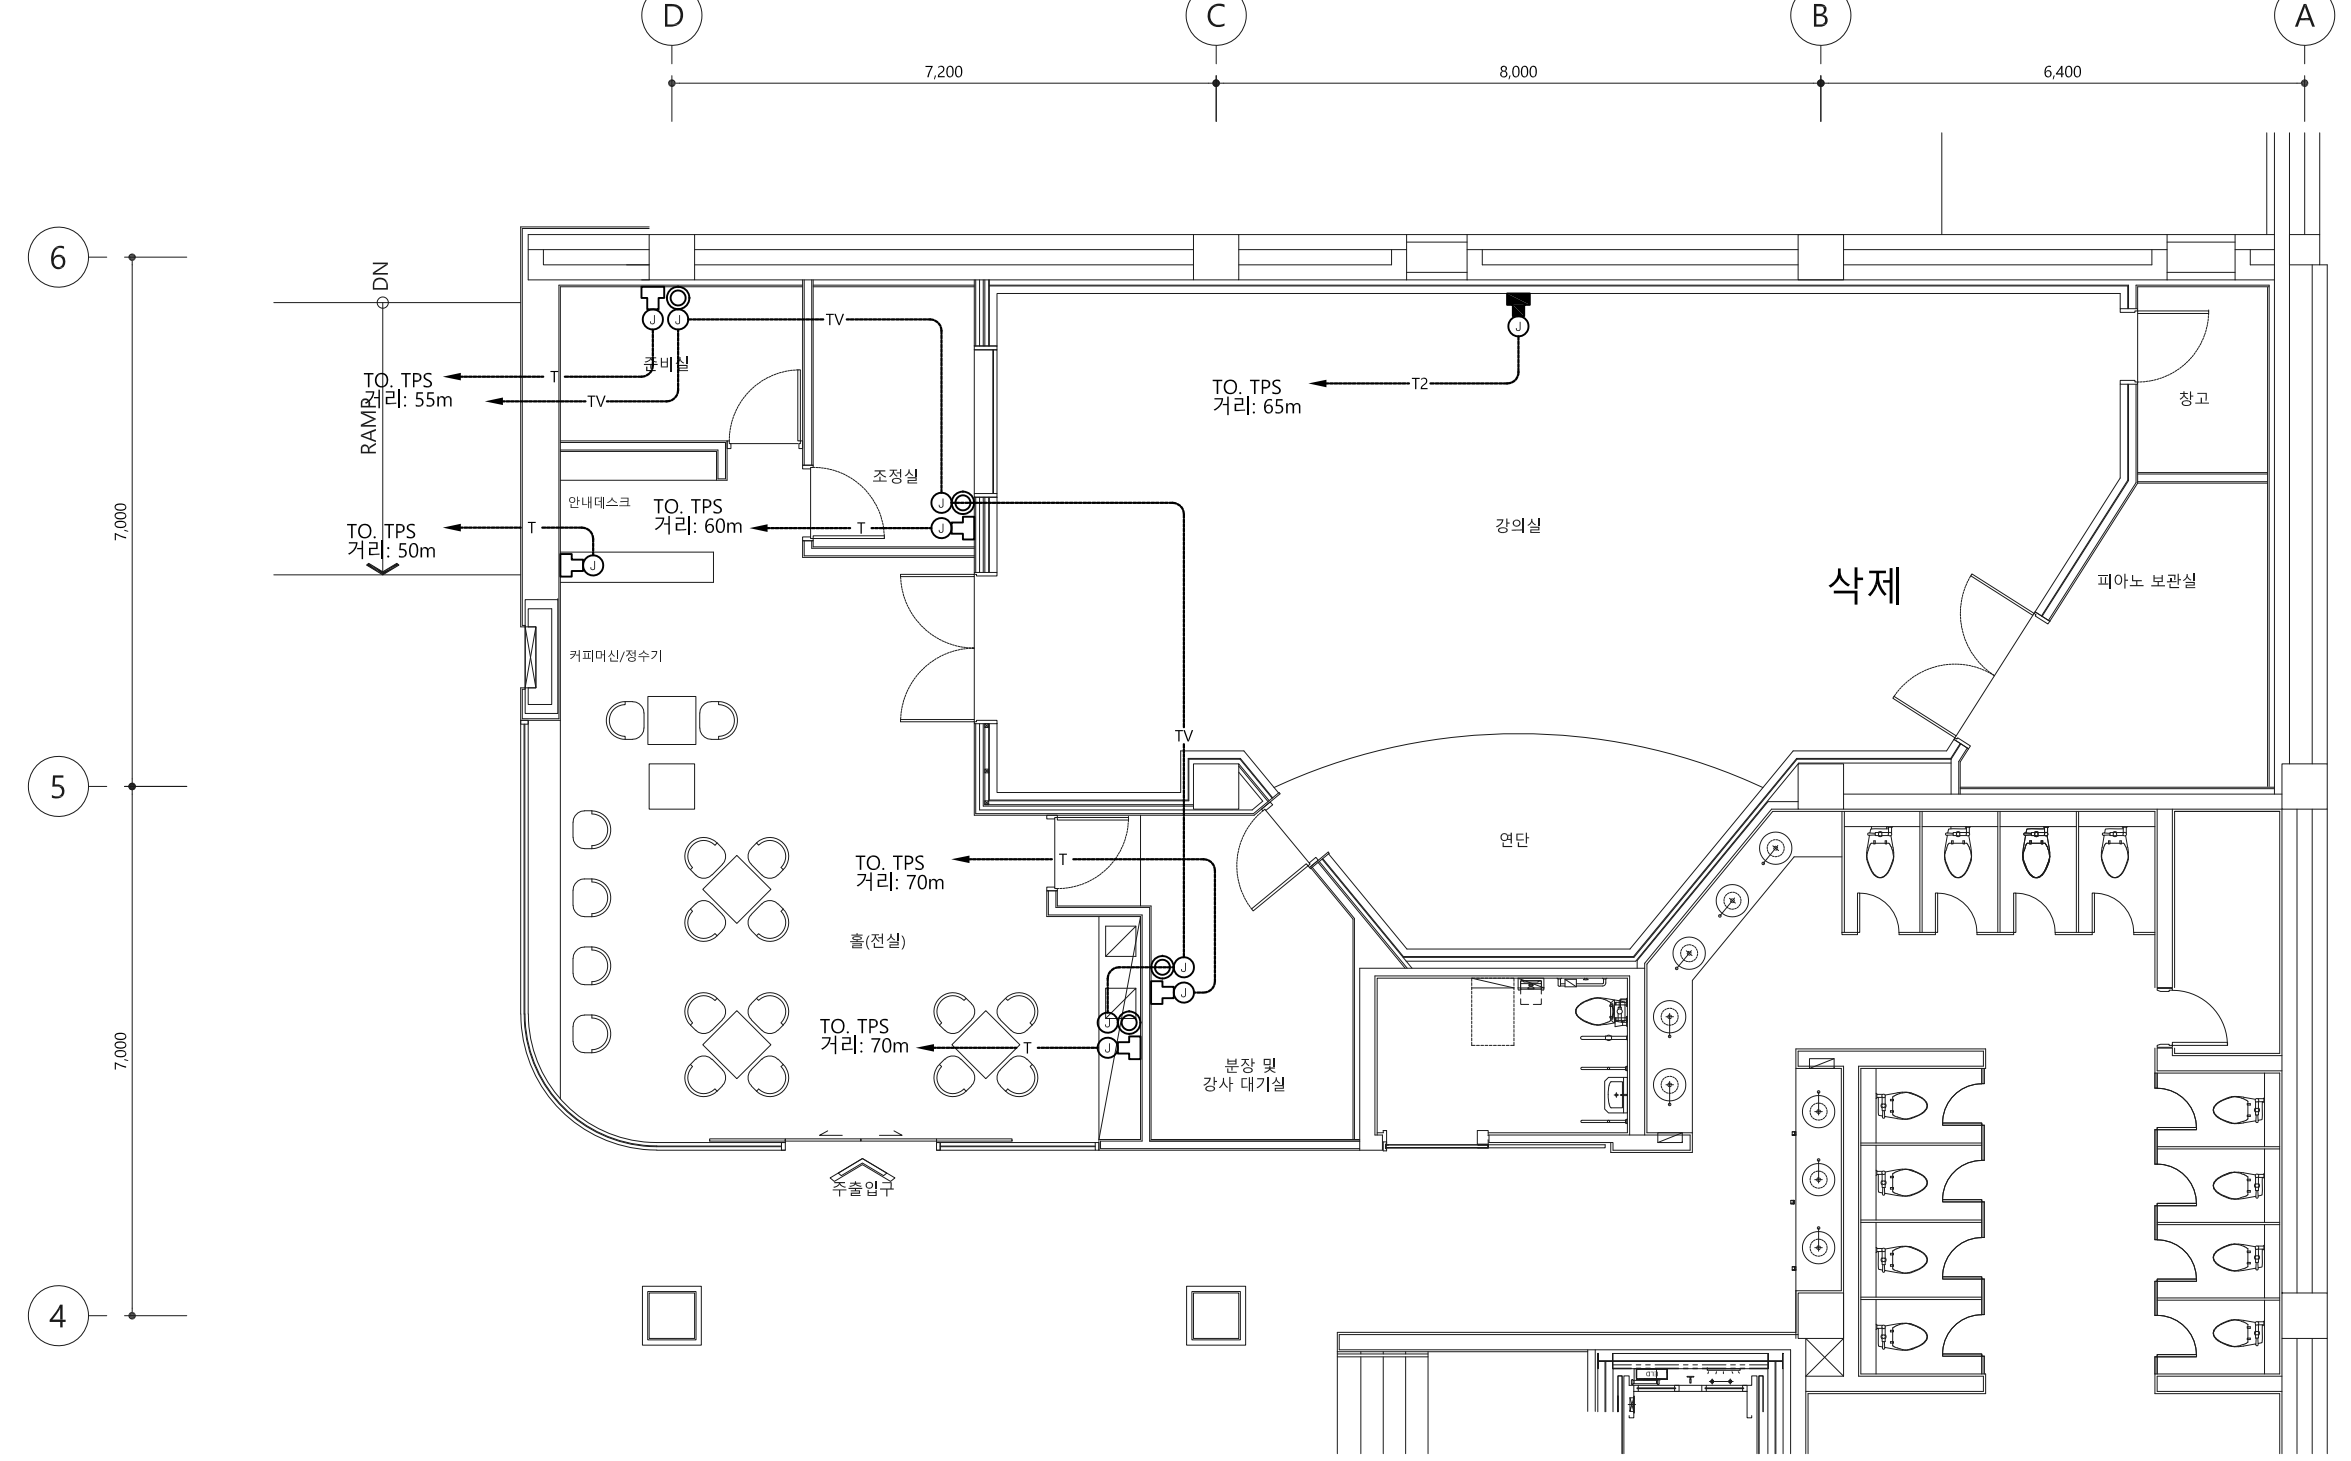 D
C
B
A
7,200
8,000
6,400
6
DN
J
J
TV
J
준비실
TO. TPS
거리: 55m
T
TV
TO. TPS
거리: 65m
T2
창고
RAMP
조정실
안내데스크
TO. TPS
거리: 60m
T
J
J
TO. TPS
거리: 50m
T
J
7,000
강의실
삭제
피아노 보관실
커피머신/정수기
TV
5
연단
TO. TPS
거리: 70m
T
홀(전실)
J
J
7,000
TO. TPS
거리: 70m
T
J
J
분장 및
강사 대기실
주출입구
4
T